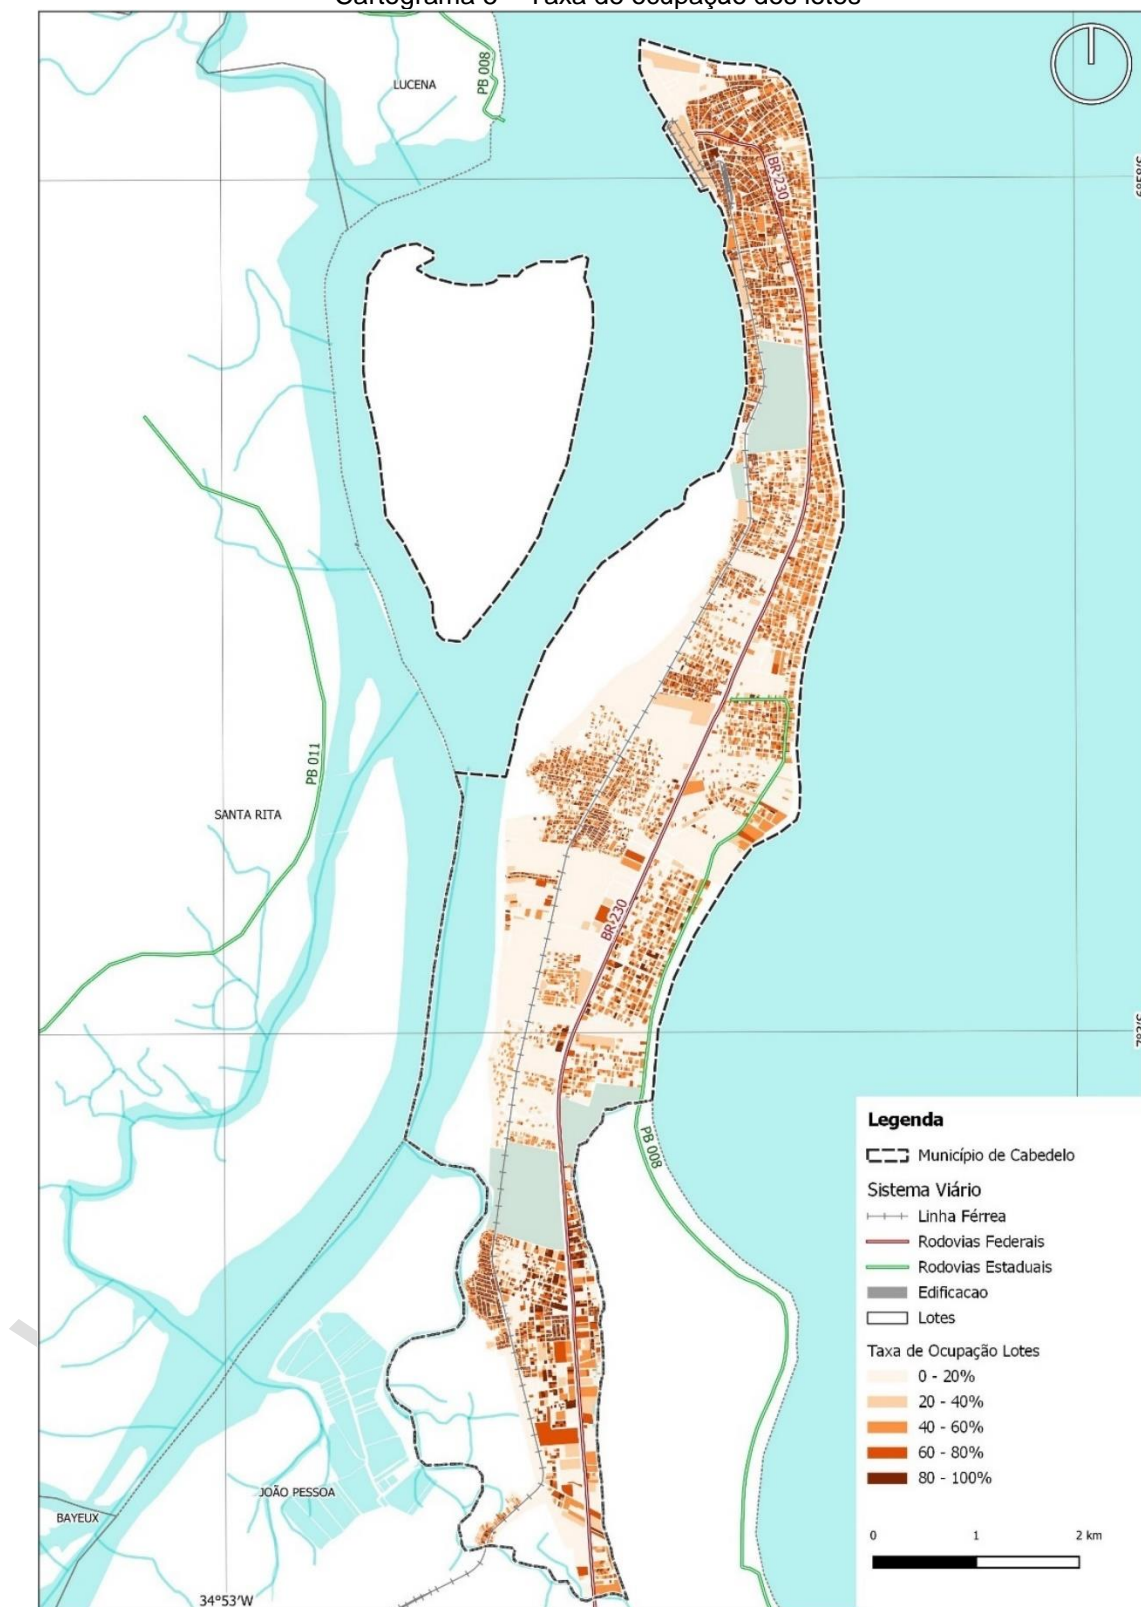 Cartograma 3 – Taxa de ocupação dos lotes
LUCENA
PB 008
BR-230
PB 011
SANTA RITA
BR-230
PB 008
JOÃO PESSOA
BAYEUX
34°53'W
Legenda
Município de Cabedelo
Sistema Viário
Linha Férrea
Rodovias Federais
Rodovias Estaduais
Edificacao
Lotes
Taxa de Ocupação Lotes
0 - 20%
20 - 40%
40 - 60%
60 - 80%
80 - 100%
0 1 2 km